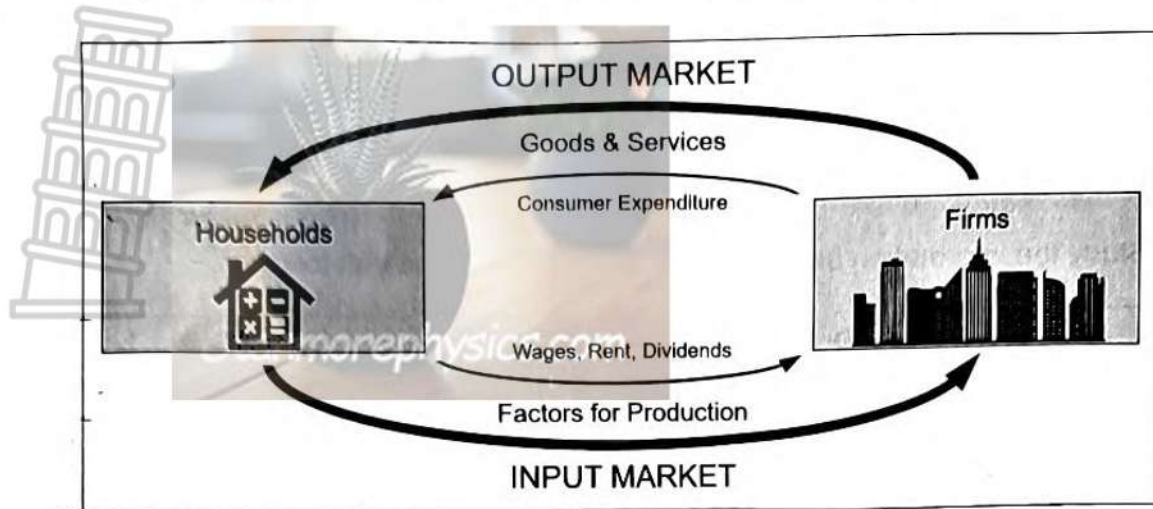 OUTPUT MARKET
Goods & Services
Consumer Expenditure
Households
Firms
Wages, Rent, Dividends
Factors for Production
INPUT MARKET